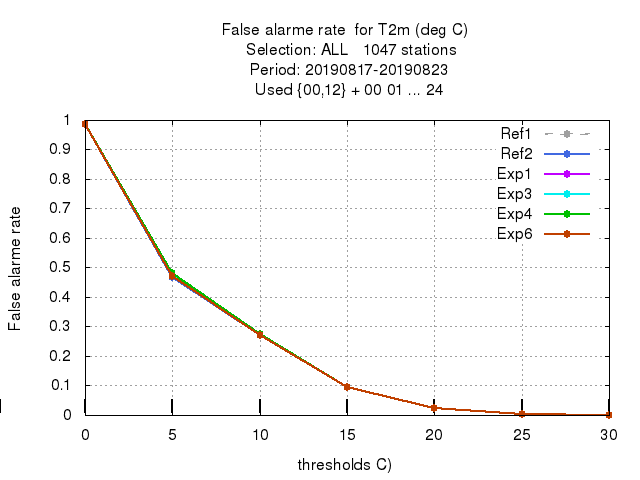 False alarme rate  for T2m (deg C)
Selection: ALL   1047 stations
Period: 20190817-20190823
Used {00,12} + 00 01 ... 24
False alarme rate
1
0.9
0.8
0.7
0.6
0.5
0.4
0.3
0.2
0.1
0
Ref1
Ref2
Exp1
Exp3
Exp4
Exp6
0 5 10 15 20 25 30
thresholds C)